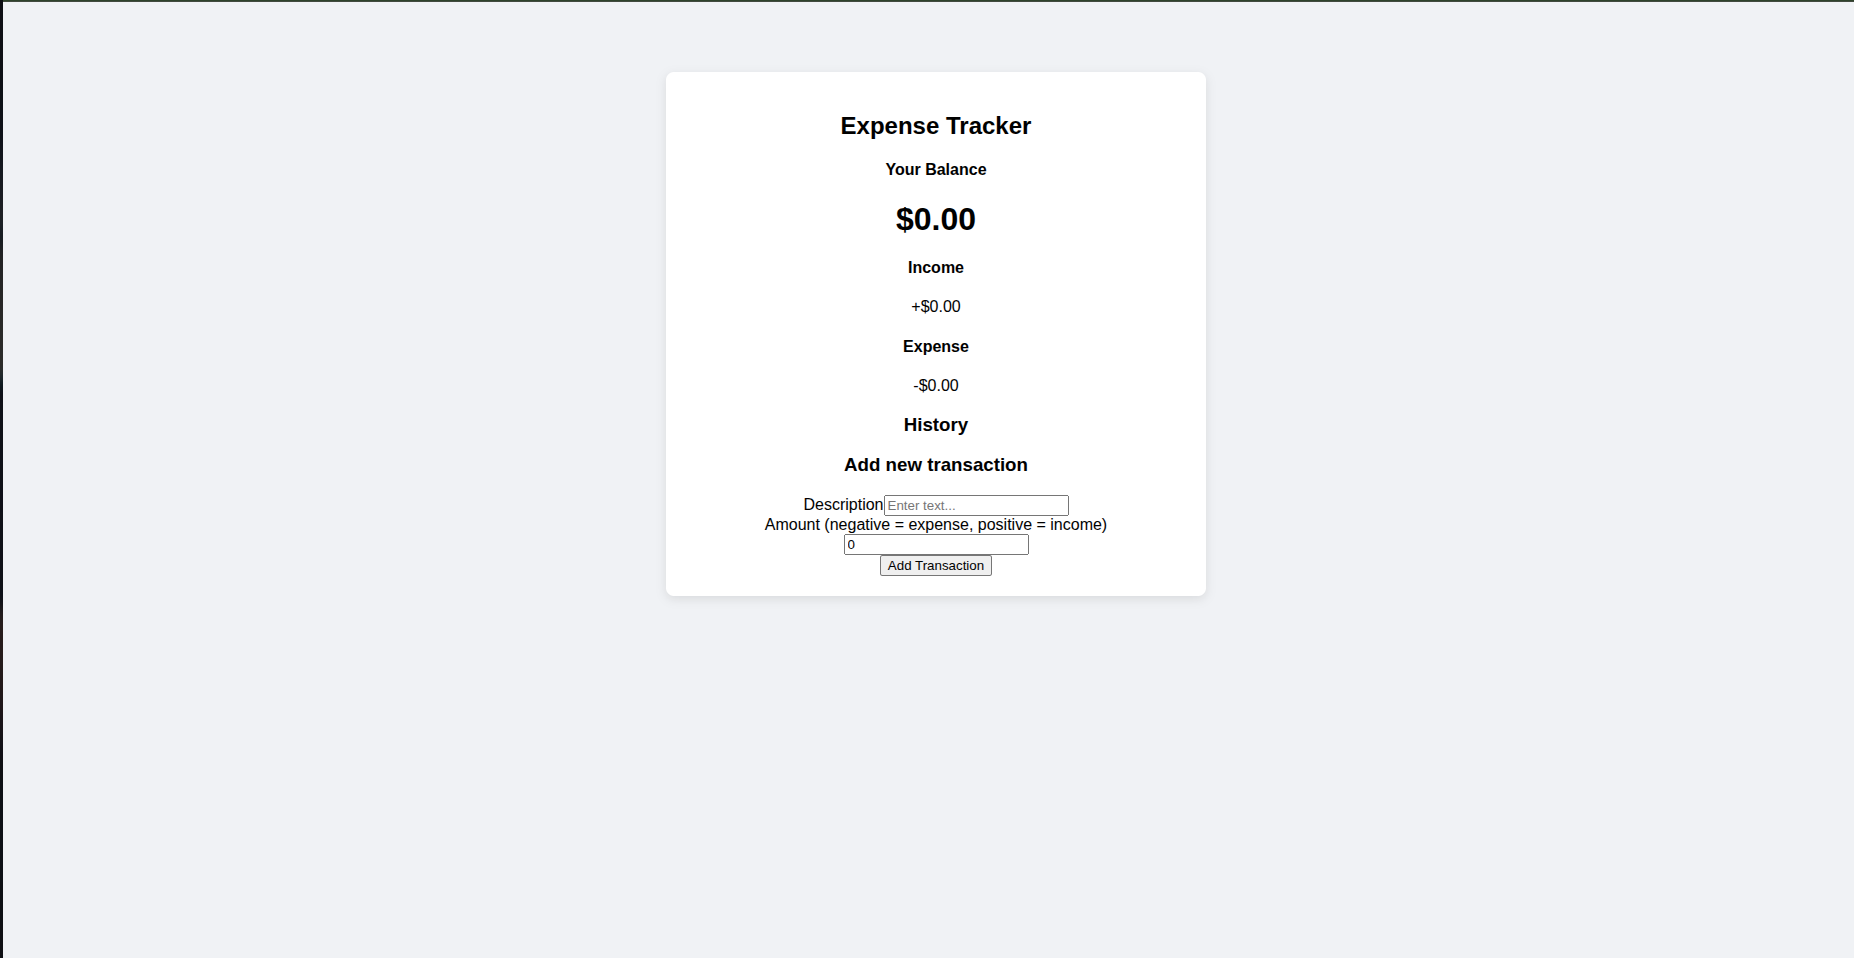 Expense Tracker
Your Balance
$0.00
Income
+$0.00
Expense
-$0.00
History
Add new transaction
Description Enter text...
Amount (negative = expense, positive = income)
0
Add Transaction